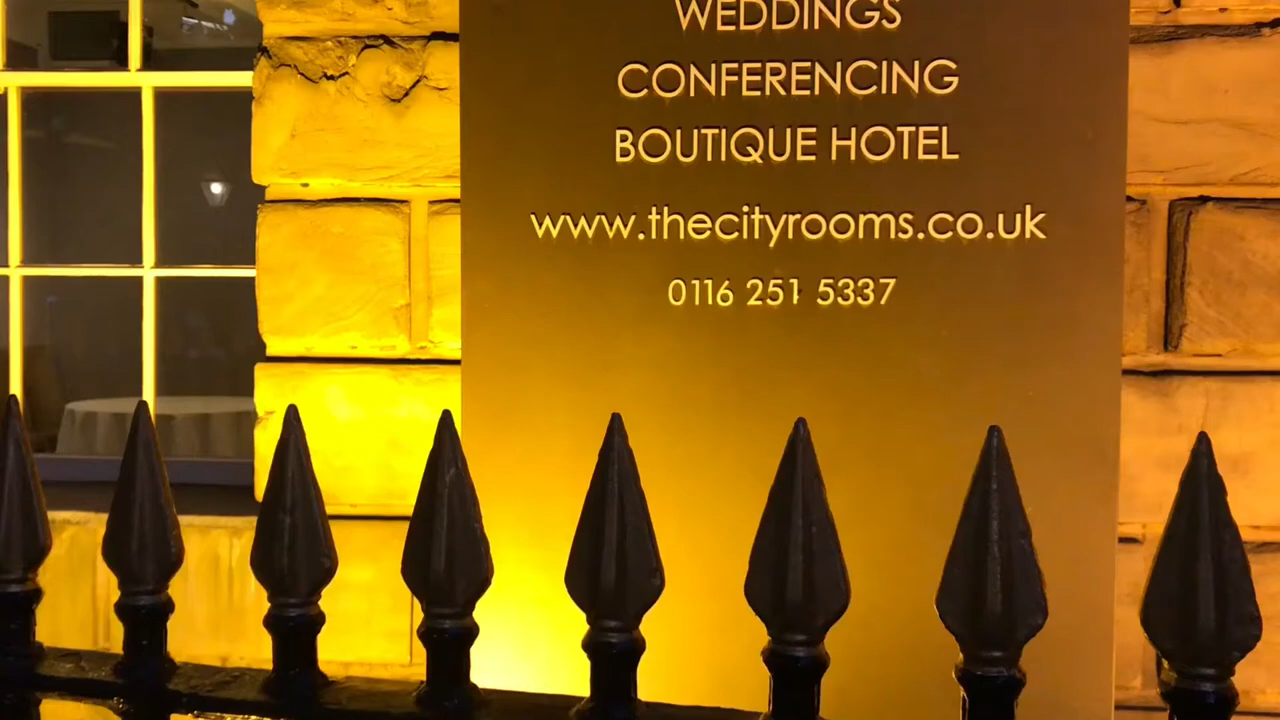 WEDDINGS
CONFERENCING
BOUTIQUE HOTEL
www.thecityrooms.co.uk
0116 251 5337